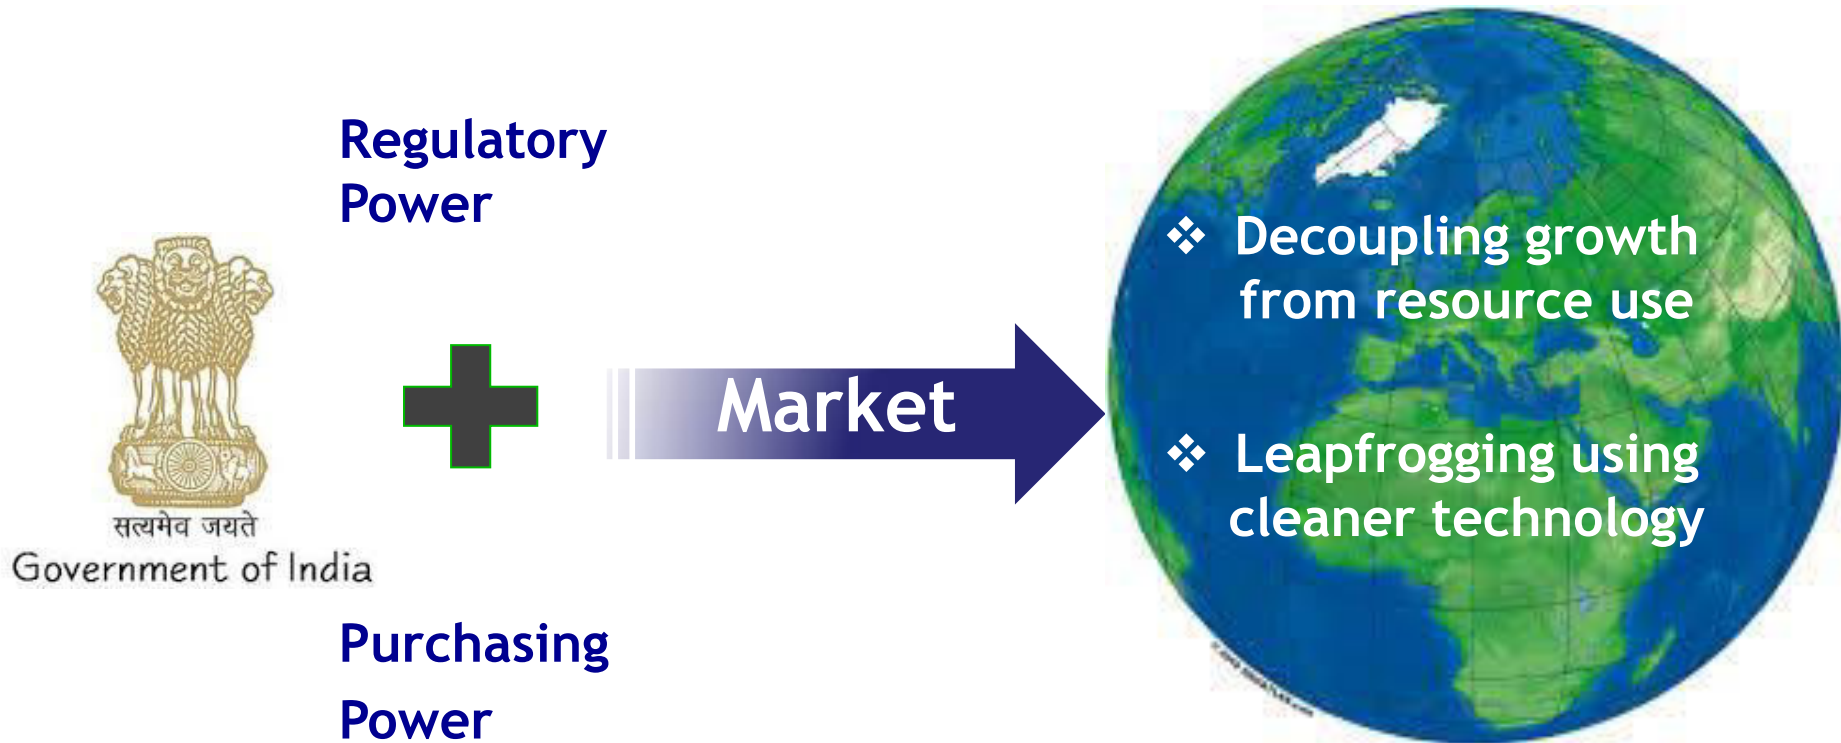 Regulatory
Power
सत्यमेव जयते
Government of India
Purchasing
Power
Market
❖ Decoupling growth
from resource use
❖ Leapfrogging using
cleaner technology